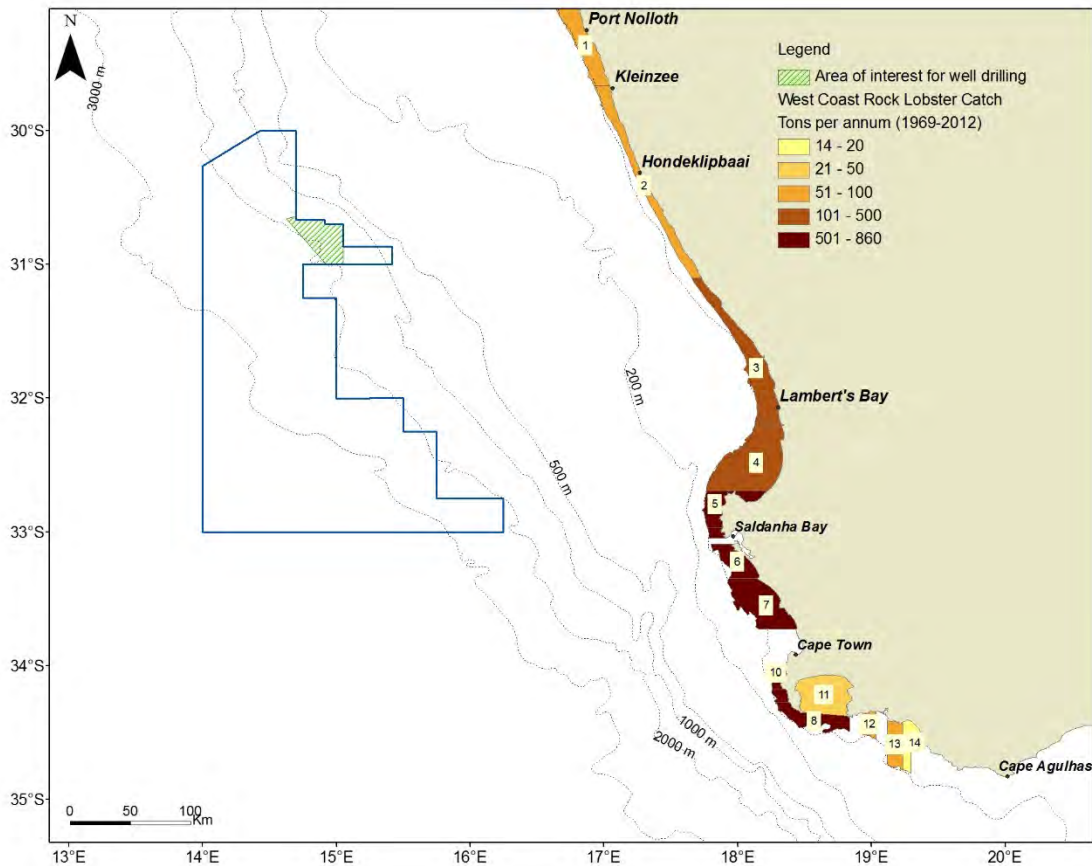 N
3000 m
Port Nolloth
1
Kleinzee
Hondeklipbaai
2
Legend
Area of interest for well drilling
West Coast Rock Lobster Catch
Tons per annum (1969-2012)
14 - 20
21 - 50
51 - 100
101 - 500
501 - 860
30°S
31°S
32°S
33°S
34°S
35°S
200 m
500 m
1000 m
2000 m
3
Lambert's Bay
4
5
Saldanha Bay
6
7
Cape Town
10
11
8
12
13
14
Cape Agulhas
0 50 100
Km
13°E 14°E 15°E 16°E 17°E 18°E 19°E 20°E